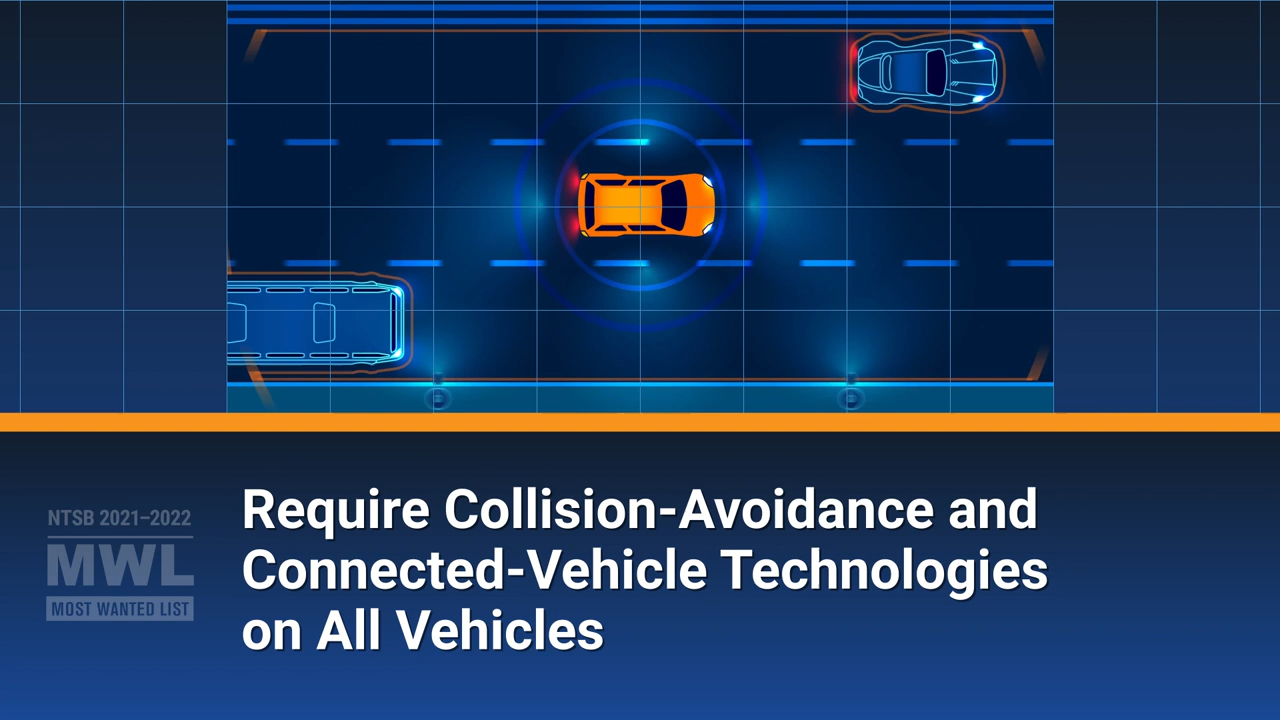 NTSB 2021–2022
MWL
MOST WANTED LIST
Require Collision-Avoidance and
Connected-Vehicle Technologies
on All Vehicles